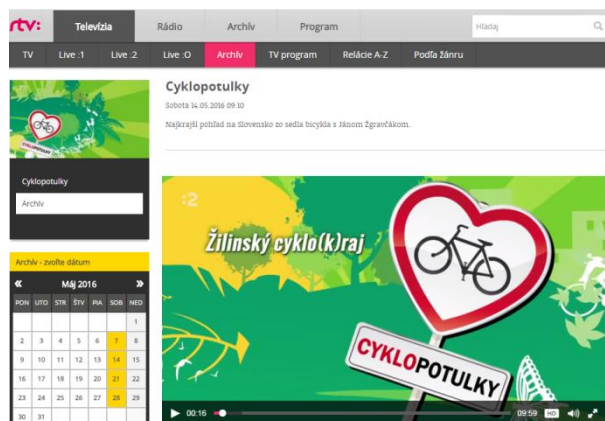 rtv:
Televízia
Rádio
Archív
Program
Hľadaj
TV
Live :1
Live :2
Live :O
Archív
TV program
Relácie A-Z
Podľa žánru
CYKLOPOTULKY
Cyklopotulky
Archív
Archív - zvoľte dátum
« Máj 2016 »
PON UTO STR ŠTV PIA SOB NED
1
2 3 4 5 6 7 8
9 10 11 12 13 14 15
16 17 18 19 20 21 22
23 24 25 26 27 28 29
30 31
Cyklopotulky
Sobota 14.05.2016 09:10
Najkrajší pohľad na Slovensko zo sedla bicykla s Jánom Žgravčákom.
:2
Žilinský cyklo(k)raj
CYKLOPOTULKY
00:16
09:59
HD